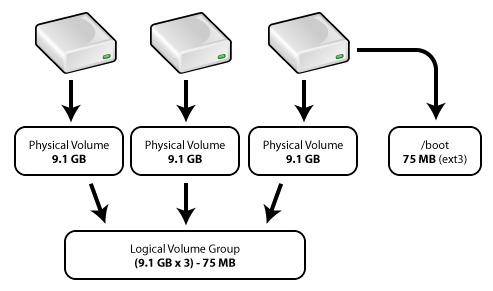 Physical Volume
9.1 GB
Physical Volume
9.1 GB
Physical Volume
9.1 GB
/boot
75 MB (ext3)
Logical Volume Group
(9.1 GB x 3) - 75 MB